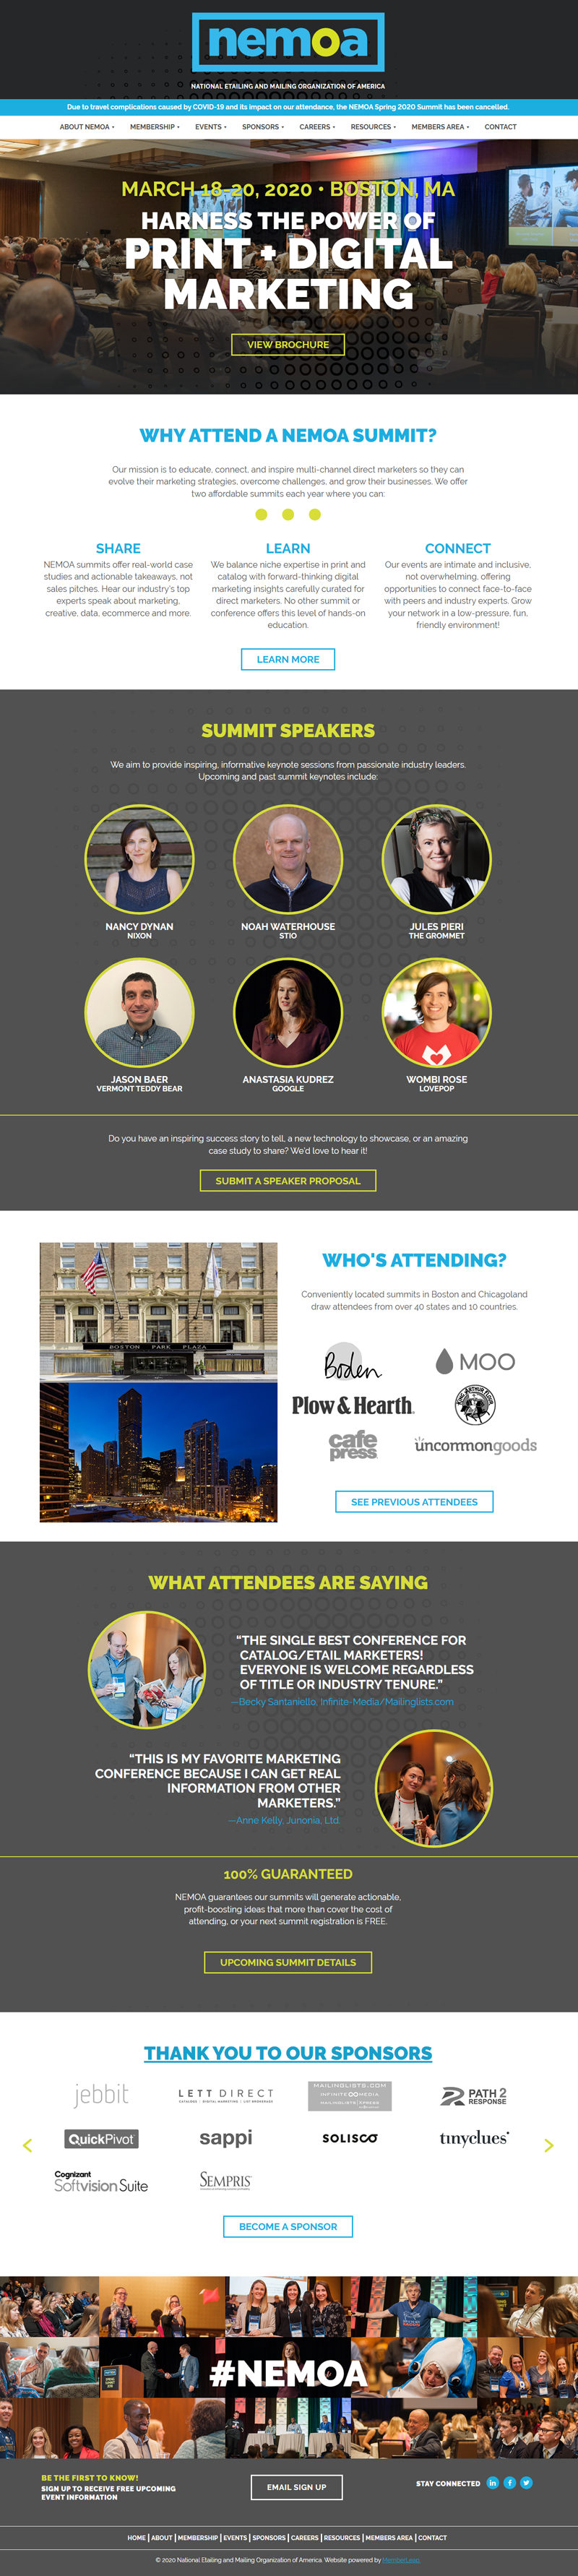 nemoa
NATIONAL ETAILING AND MAILING ORGANIZATION OF AMERICA
Due to travel complications caused by COVID-19 and its impact on our attendance, the NEMOA Spring 2020 Summit has been cancelled.
ABOUT NEMOA MEMBERSHIP EVENTS SPONSORS CAREERS RESOURCES MEMBERS AREA CONTACT
MARCH 18-20, 2020 • BOSTON, MA
HARNESS THE POWER OF
PRINT + DIGITAL
MARKETING
VIEW BROCHURE
WHY ATTEND A NEMOA SUMMIT?
Our mission is to educate, connect, and inspire multi-channel direct marketers so they can
evolve their marketing strategies, overcome challenges, and grow their businesses. We offer
two affordable summits each year where you can:
SHARE
NEMOA summits offer real-world case
studies and actionable takeaways, not
sales pitches. Hear our industry's top
experts speak about marketing,
creative, data, ecommerce and more.
LEARN
We balance niche expertise in print and
catalog with forward-thinking digital
marketing insights carefully curated for
direct marketers. No other summit or
conference offers this level of hands-on
education.
CONNECT
Our events are intimate and inclusive,
not overwhelming, offering
opportunities to connect face-to-face
with peers and industry experts. Grow
your network in a low-pressure, fun,
friendly environment!
LEARN MORE
SUMMIT SPEAKERS
We aim to provide inspiring, informative keynote sessions from passionate industry leaders.
Upcoming and past summit keynotes include:
NANCY DYNAN
NIXON
NOAH WATERHOUSE
STIO
JULES PIERI
THE GROMMET
JASON BAER
VERMONT TEDDY BEAR
ANASTASIA KUDREZ
GOOGLE
WOMBI ROSE
LOVEPOP
Do you have an inspiring success story to tell, a new technology to showcase, or an amazing
case study to share? We'd love to hear it!
SUBMIT A SPEAKER PROPOSAL
BOSTON PARK PLAZA
WHO'S ATTENDING?
Conveniently located summits in Boston and Chicagoland
draw attendees from over 40 states and 10 countries.
Boden
MOO
Plow & Hearth
KING ARTHUR FLOUR
cafe
press
uncommongoods
SEE PREVIOUS ATTENDEES
WHAT ATTENDEES ARE SAYING
“THE SINGLE BEST CONFERENCE FOR
CATALOG/ETAIL MARKETERS!
EVERYONE IS WELCOME REGARDLESS
OF TITLE OR INDUSTRY TENURE.”
—Becky Santaniello, Infinite-Media/Mailinglists.com
“THIS IS MY FAVORITE MARKETING
CONFERENCE BECAUSE I CAN GET REAL
INFORMATION FROM OTHER
MARKETERS.”
—Anne Kelly, Junonia, Ltd.
100% GUARANTEED
NEMOA guarantees our summits will generate actionable,
profit-boosting ideas that more than cover the cost of
attending, or your next summit registration is FREE.
UPCOMING SUMMIT DETAILS
THANK YOU TO OUR SPONSORS
jebbit
LETT DIRECT
CATALOGS • DIGITAL MARKETING • LIST BROKERAGE
MAILINGLISTS.COM
INFINITE MEDIA
MAILINGLISTS XPRESS
PATH2
RESPONSE
QuickPivot
sappi
SOLISCO
tinyclues
Cognizant
Softvision Suite
SEMPRIS
BECOME A SPONSOR
#NEMOA
BE THE FIRST TO KNOW!
SIGN UP TO RECEIVE FREE UPCOMING
EVENT INFORMATION
EMAIL SIGN UP
STAY CONNECTED
HOME | ABOUT | MEMBERSHIP | EVENTS | SPONSORS | CAREERS | RESOURCES | MEMBERS AREA | CONTACT
© 2020 National Etailing and Mailing Organization of America. Website powered by MemberLeap.